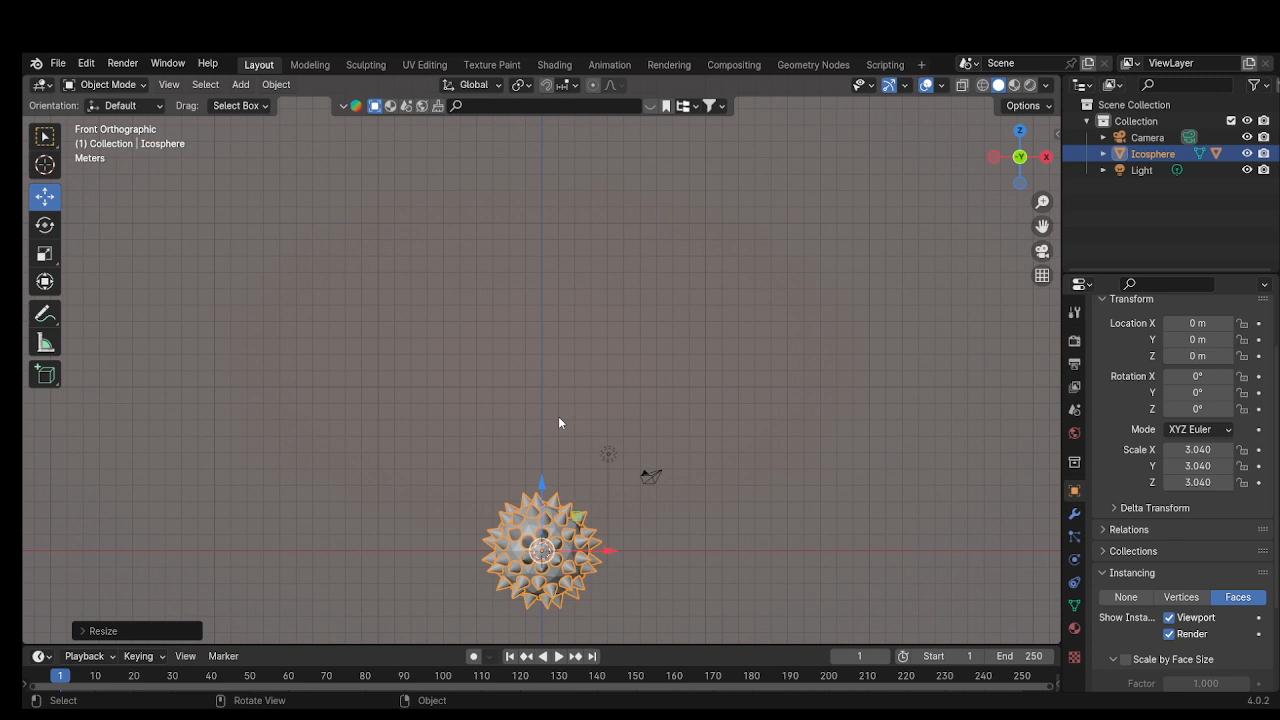 File Edit Render Window Help Layout Modeling Sculpting UV Editing Texture Paint Shading Animation Rendering Compositing Geometry Nodes Scripting + Scene ViewLayer
Object Mode View Select Add Object Global
Orientation: Default Drag: Select Box Options
Front Orthographic
(1) Collection | Icosphere
Meters
Z
-Y
X
Scene Collection
Collection
Camera
Icosphere
Light
Transform
Location X 0 m
Y 0 m
Z 0 m
Rotation X 0°
Y 0°
Z 0°
Mode XYZ Euler
Scale X 3.040
Y 3.040
Z 3.040
Delta Transform
Relations
Collections
Instancing
None Vertices Faces
Show Insta... Viewport
Render
Scale by Face Size
Factor 1.000
Resize
Playback Keying View Marker 1 Start 1 End 250
1 10 20 30 40 50 60 70 80 90 100 110 120 130 140 150 160 170 180 190 200 210 220 230 240 250
Select Rotate View Object 4.0.2